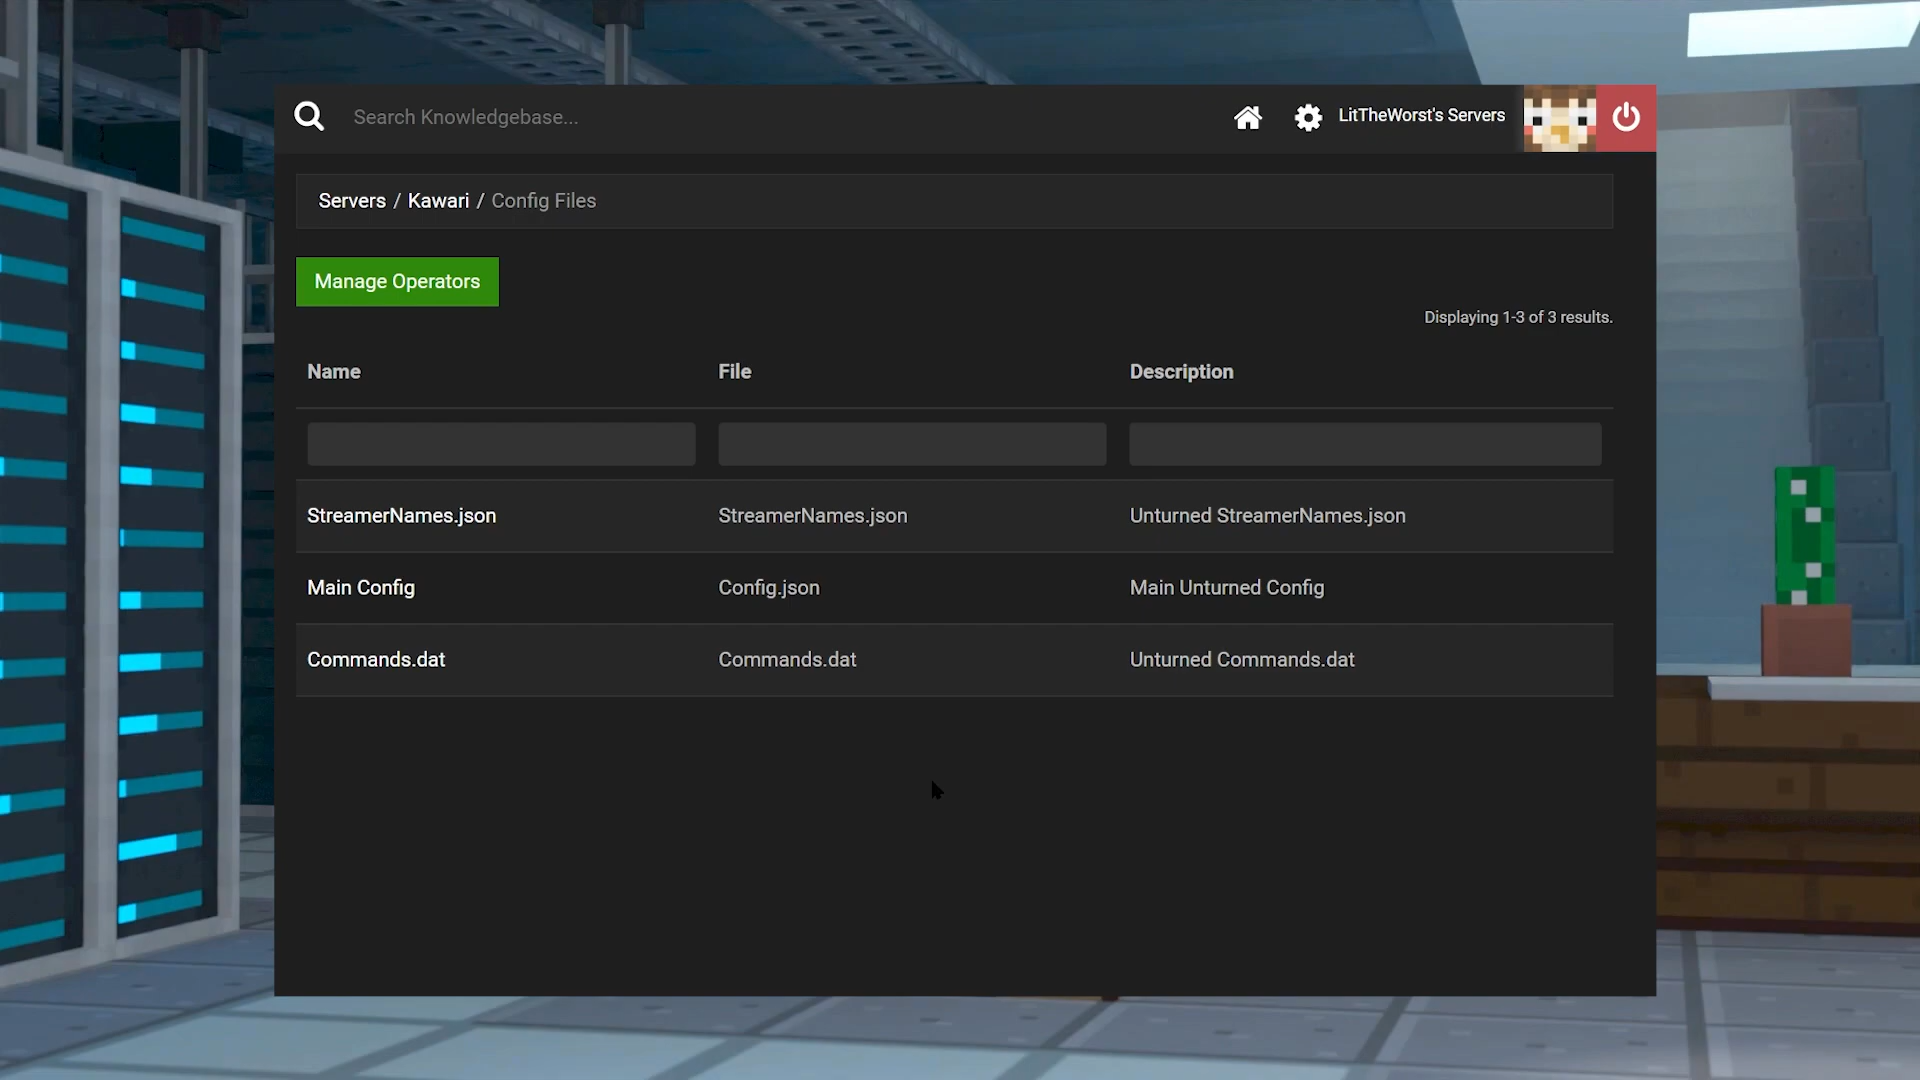 Search Knowledgebase...
LitTheWorst's Servers
Servers / Kawari / Config Files
Manage Operators
Displaying 1-3 of 3 results.
Name File Description
StreamerNames.json StreamerNames.json Unturned StreamerNames.json
Main Config Config.json Main Unturned Config
Commands.dat Commands.dat Unturned Commands.dat